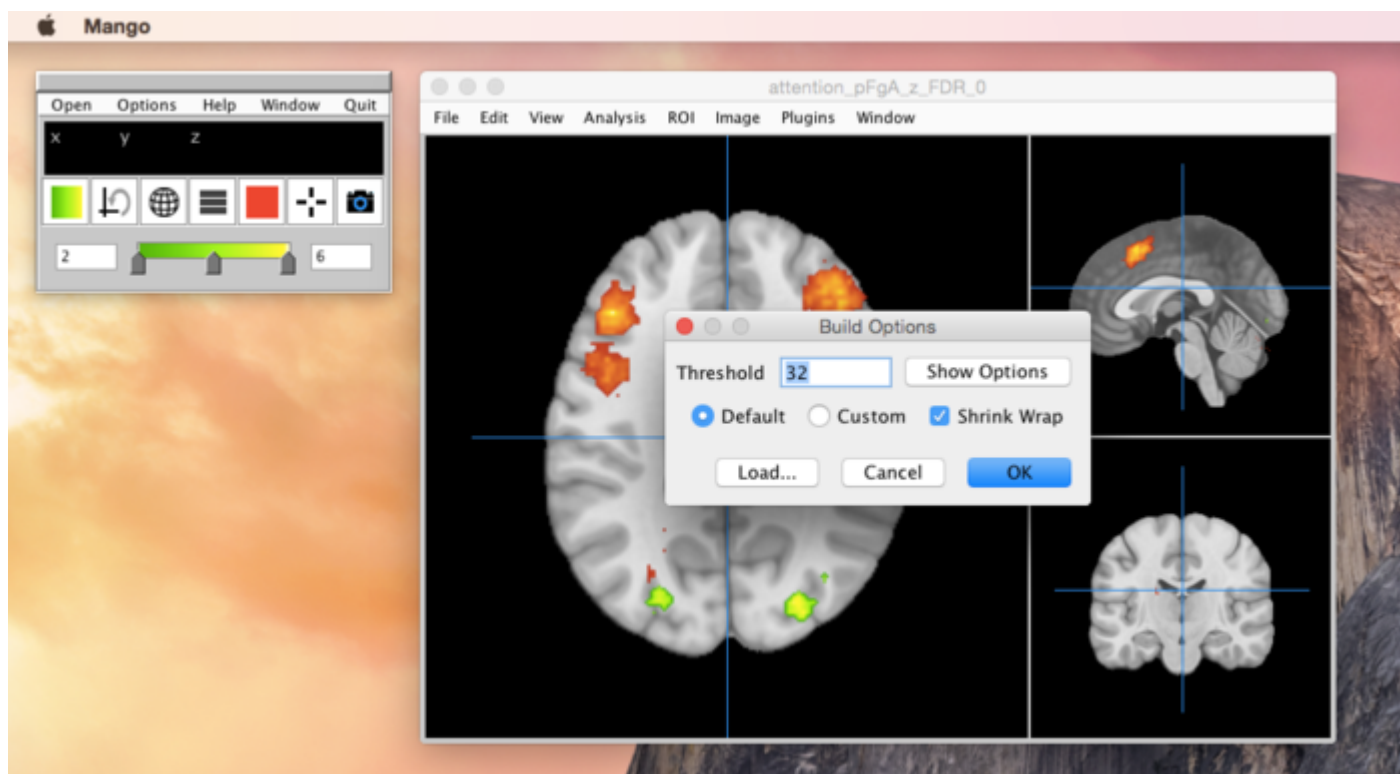 Mango
Open Options Help Window Quit
x y z
2 6
attention_pFgA_z_FDR_0
File Edit View Analysis ROI Image Plugins Window
Build Options
Threshold 32 Show Options
Default Custom Shrink Wrap
Load... Cancel OK